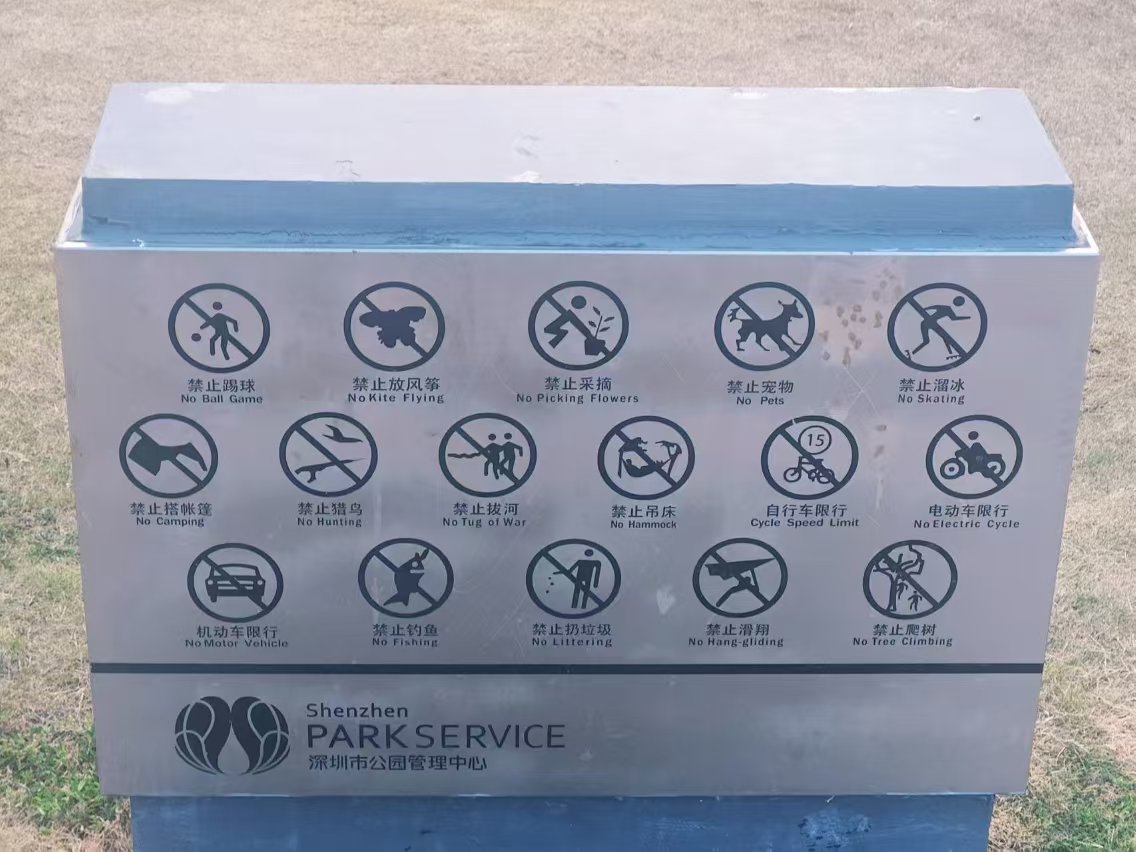 禁止踢球 禁止放风筝 禁止采摘 禁止宠物 禁止溜冰
No Ball Game No Kite Flying No Picking Flowers No Pets No Skating
15
禁止搭帐篷 禁止猎鸟 禁止拔河 禁止吊床 自行车限行 电动车限行
No Camping No Hunting No Tug of War No Hammock Cycle Speed Limit No Electric Cycle
机动车限行 禁止钓鱼 禁止扔垃圾 禁止滑翔 禁止爬树
No Motor Vehicle No Fishing No Littering No Hang-gliding No Tree Climbing
Shenzhen
PARK SERVICE
深圳市公园管理中心